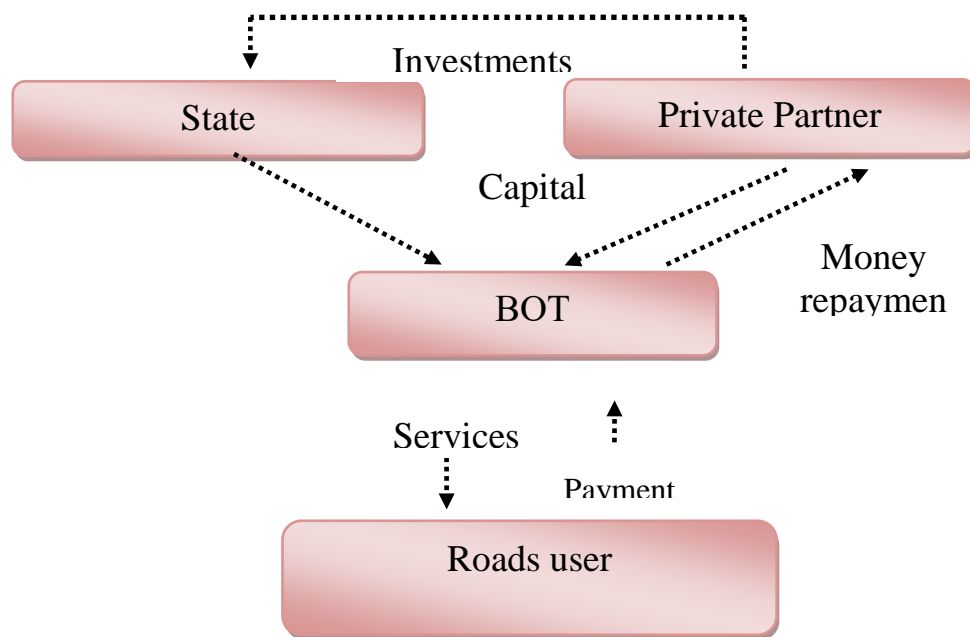 Investments
State
Private Partner
Capital
Money
repaymen
BOT
Services
Payment
Roads user